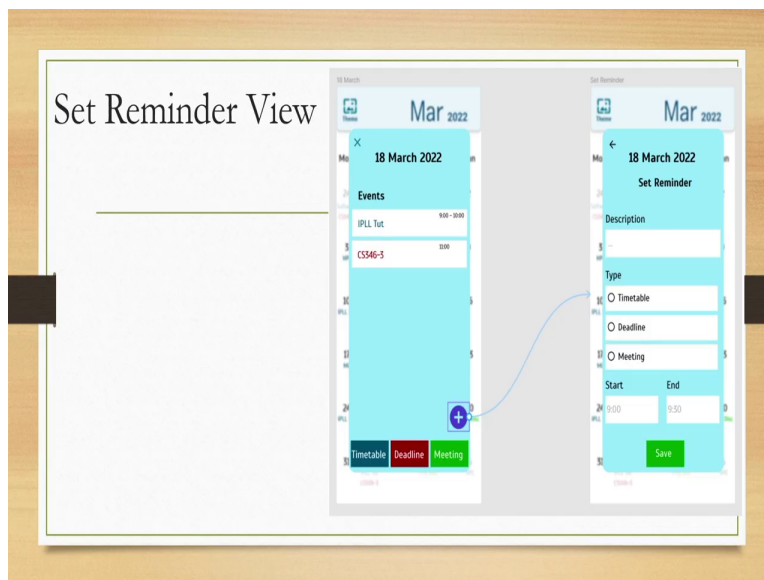 Set Reminder View
18 March
Theme
Mar 2022
18 March 2022
Events
IPLL Tut
9:00 - 10:00
CS346-3
11:00
Timetable
Deadline
Meeting
Set Reminder
Theme
Mar 2022
18 March 2022
Set Reminder
Description
...
Type
Timetable
Deadline
Meeting
Start End
9:00 9:30
Save